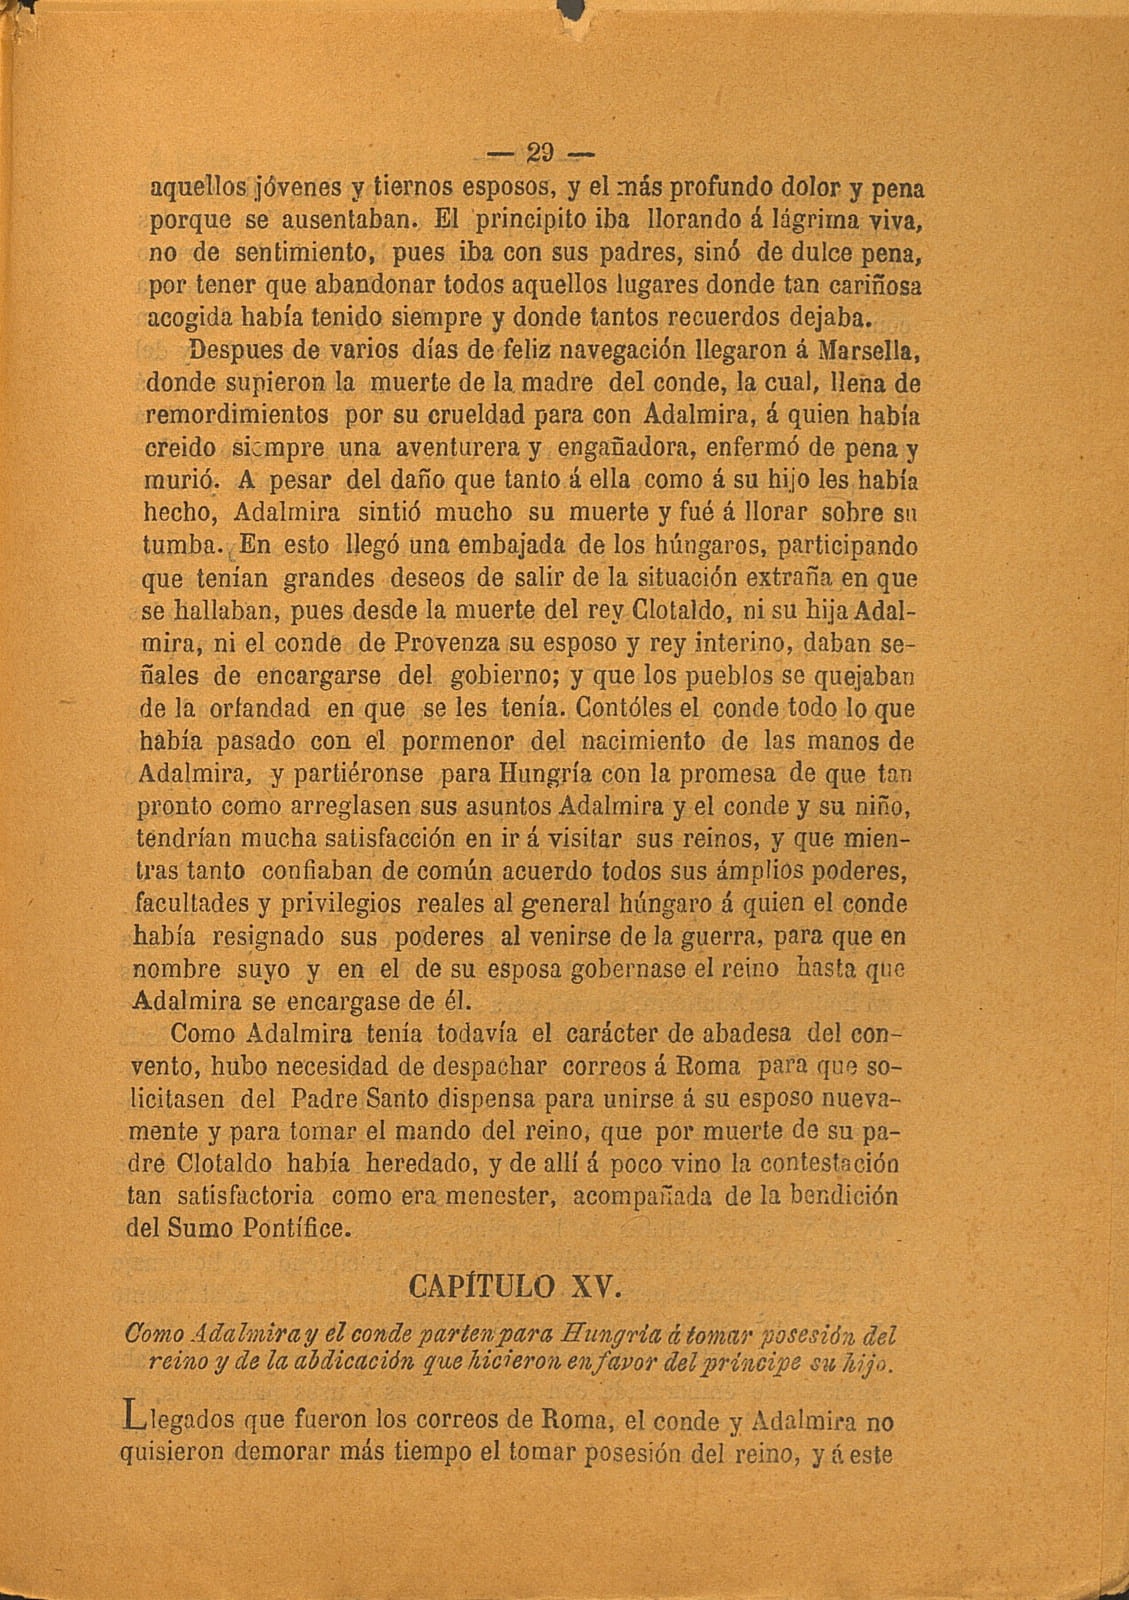 — 29 —
aquellos jóvenes y tiernos esposos, y el más profundo dolor y pena
porque se ausentaban. El principito iba llorando á lágrima viva,
no de sentimiento, pues iba con sus padres, sinó de dulce pena,
por tener que abandonar todos aquellos lugares donde tan cariñosa
acogida había tenido siempre y donde tantos recuerdos dejaba.
Despues de varios días de feliz navegación llegaron á Marsella,
donde supieron la muerte de la madre del conde, la cual, llena de
remordimientos por su crueldad para con Adalmira, á quien había
creido siempre una aventurera y engañadora, enfermó de pena y
murió. A pesar del daño que tanto á ella como á su hijo les había
hecho, Adalmira sintió mucho su muerte y fué á llorar sobre su
tumba. En esto llegó una embajada de los húngaros, participando
que tenían grandes deseos de salir de la situación extraña en que
se hallaban, pues desde la muerte del rey Clotaldo, ni su hija Adal-
mira, ni el conde de Provenza su esposo y rey interino, daban se-
ñales de encargarse del gobierno; y que los pueblos se quejaban
de la orfandad en que se les tenía. Contóles el conde todo lo que
había pasado con el pormenor del nacimiento de las manos de
Adalmira, y partiéronse para Hungría con la promesa de que tan
pronto como arreglasen sus asuntos Adalmira y el conde y su niño,
tendrían mucha satisfacción en ir á visitar sus reinos, y que mien-
tras tanto confiaban de común acuerdo todos sus ámplios poderes,
facultades y privilegios reales al general húngaro á quien el conde
había resignado sus poderes al venirse de la guerra, para que en
nombre suyo y en el de su esposa gobernase el reino hasta que
Adalmira se encargase de él.
Como Adalmira tenía todavía el carácter de abadesa del con-
vento, hubo necesidad de despachar correos á Roma para que so-
licitasen del Padre Santo dispensa para unirse á su esposo nueva-
mente y para tomar el mando del reino, que por muerte de su pa-
dre Clotaldo había heredado, y de allí á poco vino la contestación
tan satisfactoria como era menester, acompañada de la bendición
del Sumo Pontífice.
CAPÍTULO XV.
Como Adalmira y el conde parten para Hungria á tomar posesión del
reino y de la abdicación que hicieron en favor del príncipe su hijo.
Llegados que fueron los correos de Roma, el conde y Adalmira no
quisieron demorar más tiempo el tomar posesión del reino, y á este